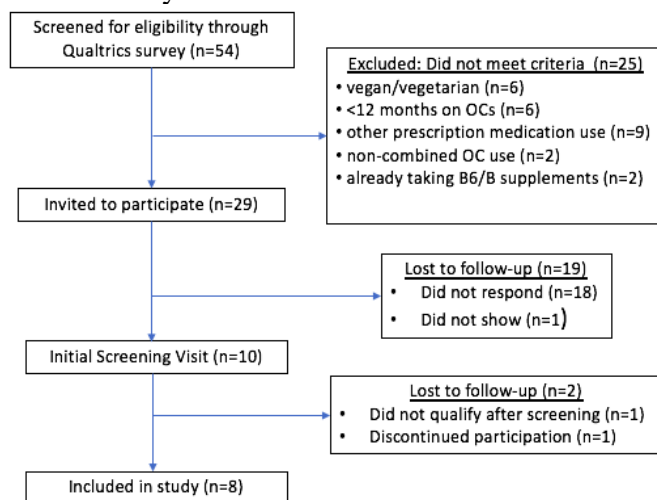 Screened for eligibility through
Qualtrics survey (n=54)
Excluded: Did not meet criteria (n=25)
• vegan/vegetarian (n=6)
• <12 months on OCs (n=6)
• other prescription medication use (n=9)
• non-combined OC use (n=2)
• already taking B6/B supplements (n=2)
Invited to participate (n=29)
Lost to follow-up (n=19)
• Did not respond (n=18)
• Did not show (n=1)
Initial Screening Visit (n=10)
Lost to follow-up (n=2)
• Did not qualify after screening (n=1)
• Discontinued participation (n=1)
Included in study (n=8)